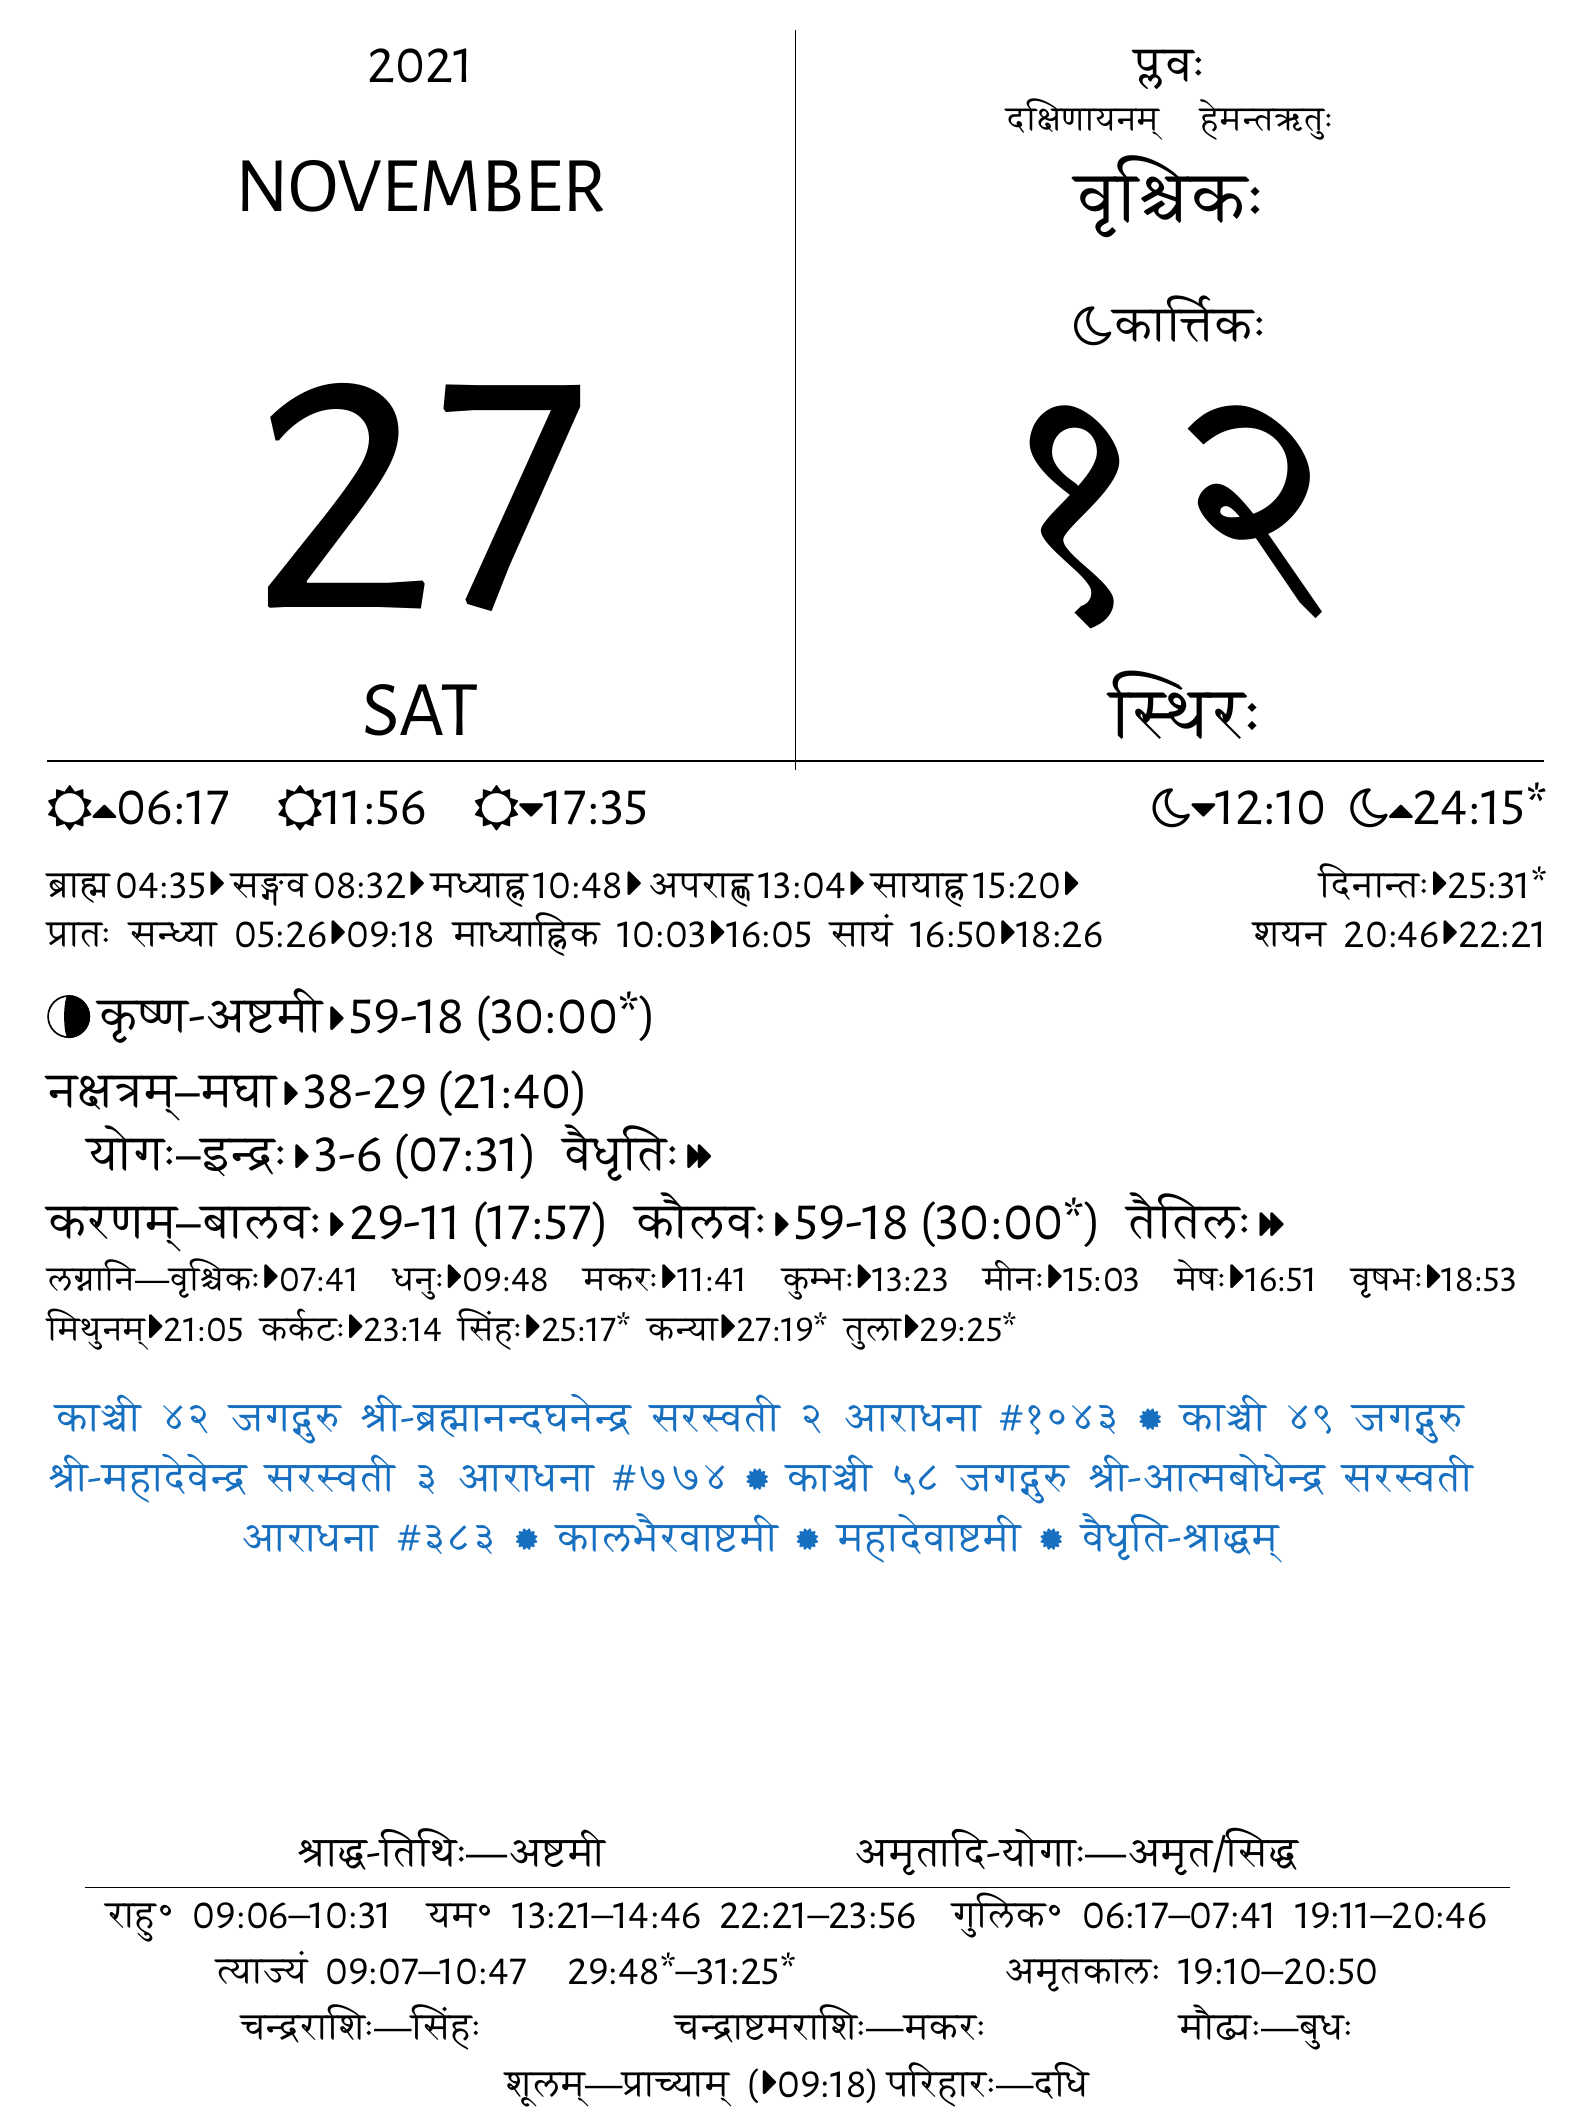 2021
NOVEMBER
27
SAT
प्लवः
दक्षिणायनम् हेमन्तऋतुः
वृश्चिकः
कार्त्तिकः
१२
स्थिरः
06:17 11:56 17:35 12:10 24:15*
ब्राह्म 04:35 सङ्गव 08:32 मध्याह्न 10:48 अपराह्ण 13:04 सायाह्न 15:20 दिनान्तः 25:31*
प्रातः सन्ध्या 05:26 09:18 माध्याह्निक 10:03 16:05 सायं 16:50 18:26 शयन 20:46 22:21
कृष्ण-अष्टमी 59-18 (30:00*)
नक्षत्रम्–मघा 38-29 (21:40)
योगः–इन्द्रः 3-6 (07:31) वैधृतिः
करणम्–बालवः 29-11 (17:57) कौलवः 59-18 (30:00*) तैतिलः
लग्नानि—वृश्चिकः 07:41 धनुः 09:48 मकरः 11:41 कुम्भः 13:23 मीनः 15:03 मेषः 16:51 वृषभः 18:53
मिथुनम् 21:05 कर्कटः 23:14 सिंहः 25:17* कन्या 27:19* तुला 29:25*
काञ्ची ४२ जगद्गुरु श्री-ब्रह्मानन्दघनेन्द्र सरस्वती २ आराधना #१०४३ ✹ काञ्ची ४९ जगद्गुरु
श्री-महादेवेन्द्र सरस्वती ३ आराधना #७७४ ✹ काञ्ची ५८ जगद्गुरु श्री-आत्मबोधेन्द्र सरस्वती
आराधना #३८३ ✹ कालभैरवाष्टमी ✹ महादेवाष्टमी ✹ वैधृति-श्राद्धम्
श्राद्ध-तिथिः—अष्टमी अमृतादि-योगाः—अमृत/सिद्ध
राहु॰ 09:06–10:31 यम॰ 13:21–14:46 22:21–23:56 गुलिक॰ 06:17–07:41 19:11–20:46
त्याज्यं 09:07–10:47 29:48*–31:25* अमृतकालः 19:10–20:50
चन्द्रराशिः—सिंहः चन्द्राष्टमराशिः—मकरः मौढ्यः—बुधः
शूलम्—प्राच्याम् (09:18) परिहारः—दधि